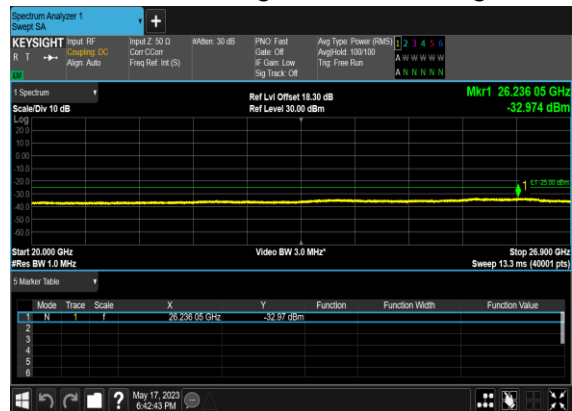 Spectrum Analyzer 1
Swept SA
KEYSIGHT Input: RF Input Z: 50 Ω #Atten: 30 dB PNO: Fast Avg Type: Power (RMS) 1 2 3 4 5 6
R T Coupling: DC Corr CCorr Gate: Off Avg|Hold: 100/100 A W W W W W
Align: Auto Freq Ref: Int (S) IF Gain: Low Trig: Free Run
LXI Sig Track: Off A N N N N N
1 Spectrum Ref Lvl Offset 18.30 dB Mkr1 26.236 05 GHz
Scale/Div 10 dB Ref Level 30.00 dBm -32.974 dBm
Log
20.0
10.0
0.00
-10.0
-20.0
1 DL1 -25.00 dBm
-30.0
-40.0
-50.0
-60.0
Start 20.000 GHz Video BW 3.0 MHz* Stop 26.900 GHz
#Res BW 1.0 MHz Sweep 13.3 ms (40001 pts)
5 Marker Table
Mode Trace Scale X Y Function Function Width Function Value
1 N 1 f 26.236 05 GHz -32.97 dBm
2
3
4
5
6
? May 17, 2023
6:42:43 PM